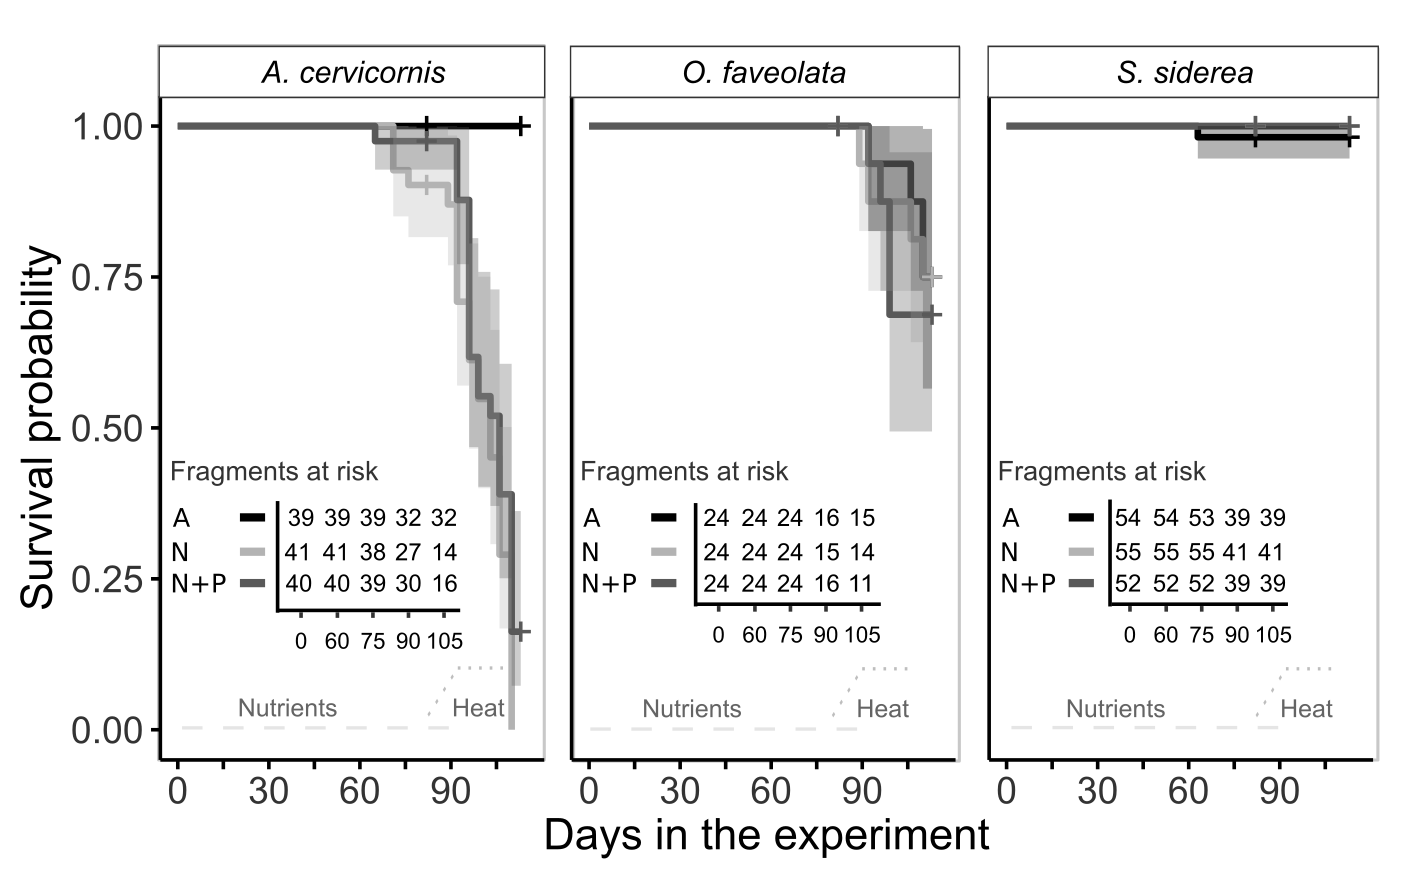 A. cervicornis
O. faveolata
S. siderea
Survival probability
1.00
0.75
0.50
0.25
0.00
Fragments at risk
A 39 39 39 32 32
N 41 41 38 27 14
N+P 40 40 39 30 16
0 60 75 90 105
Nutrients
Heat
0 30 60 90
Fragments at risk
A 24 24 24 16 15
N 24 24 24 15 14
N+P 24 24 24 16 11
0 60 75 90 105
Nutrients
Heat
0 30 60 90
Fragments at risk
A 54 54 53 39 39
N 55 55 55 41 41
N+P 52 52 52 39 39
0 60 75 90 105
Nutrients
Heat
0 30 60 90
Days in the experiment